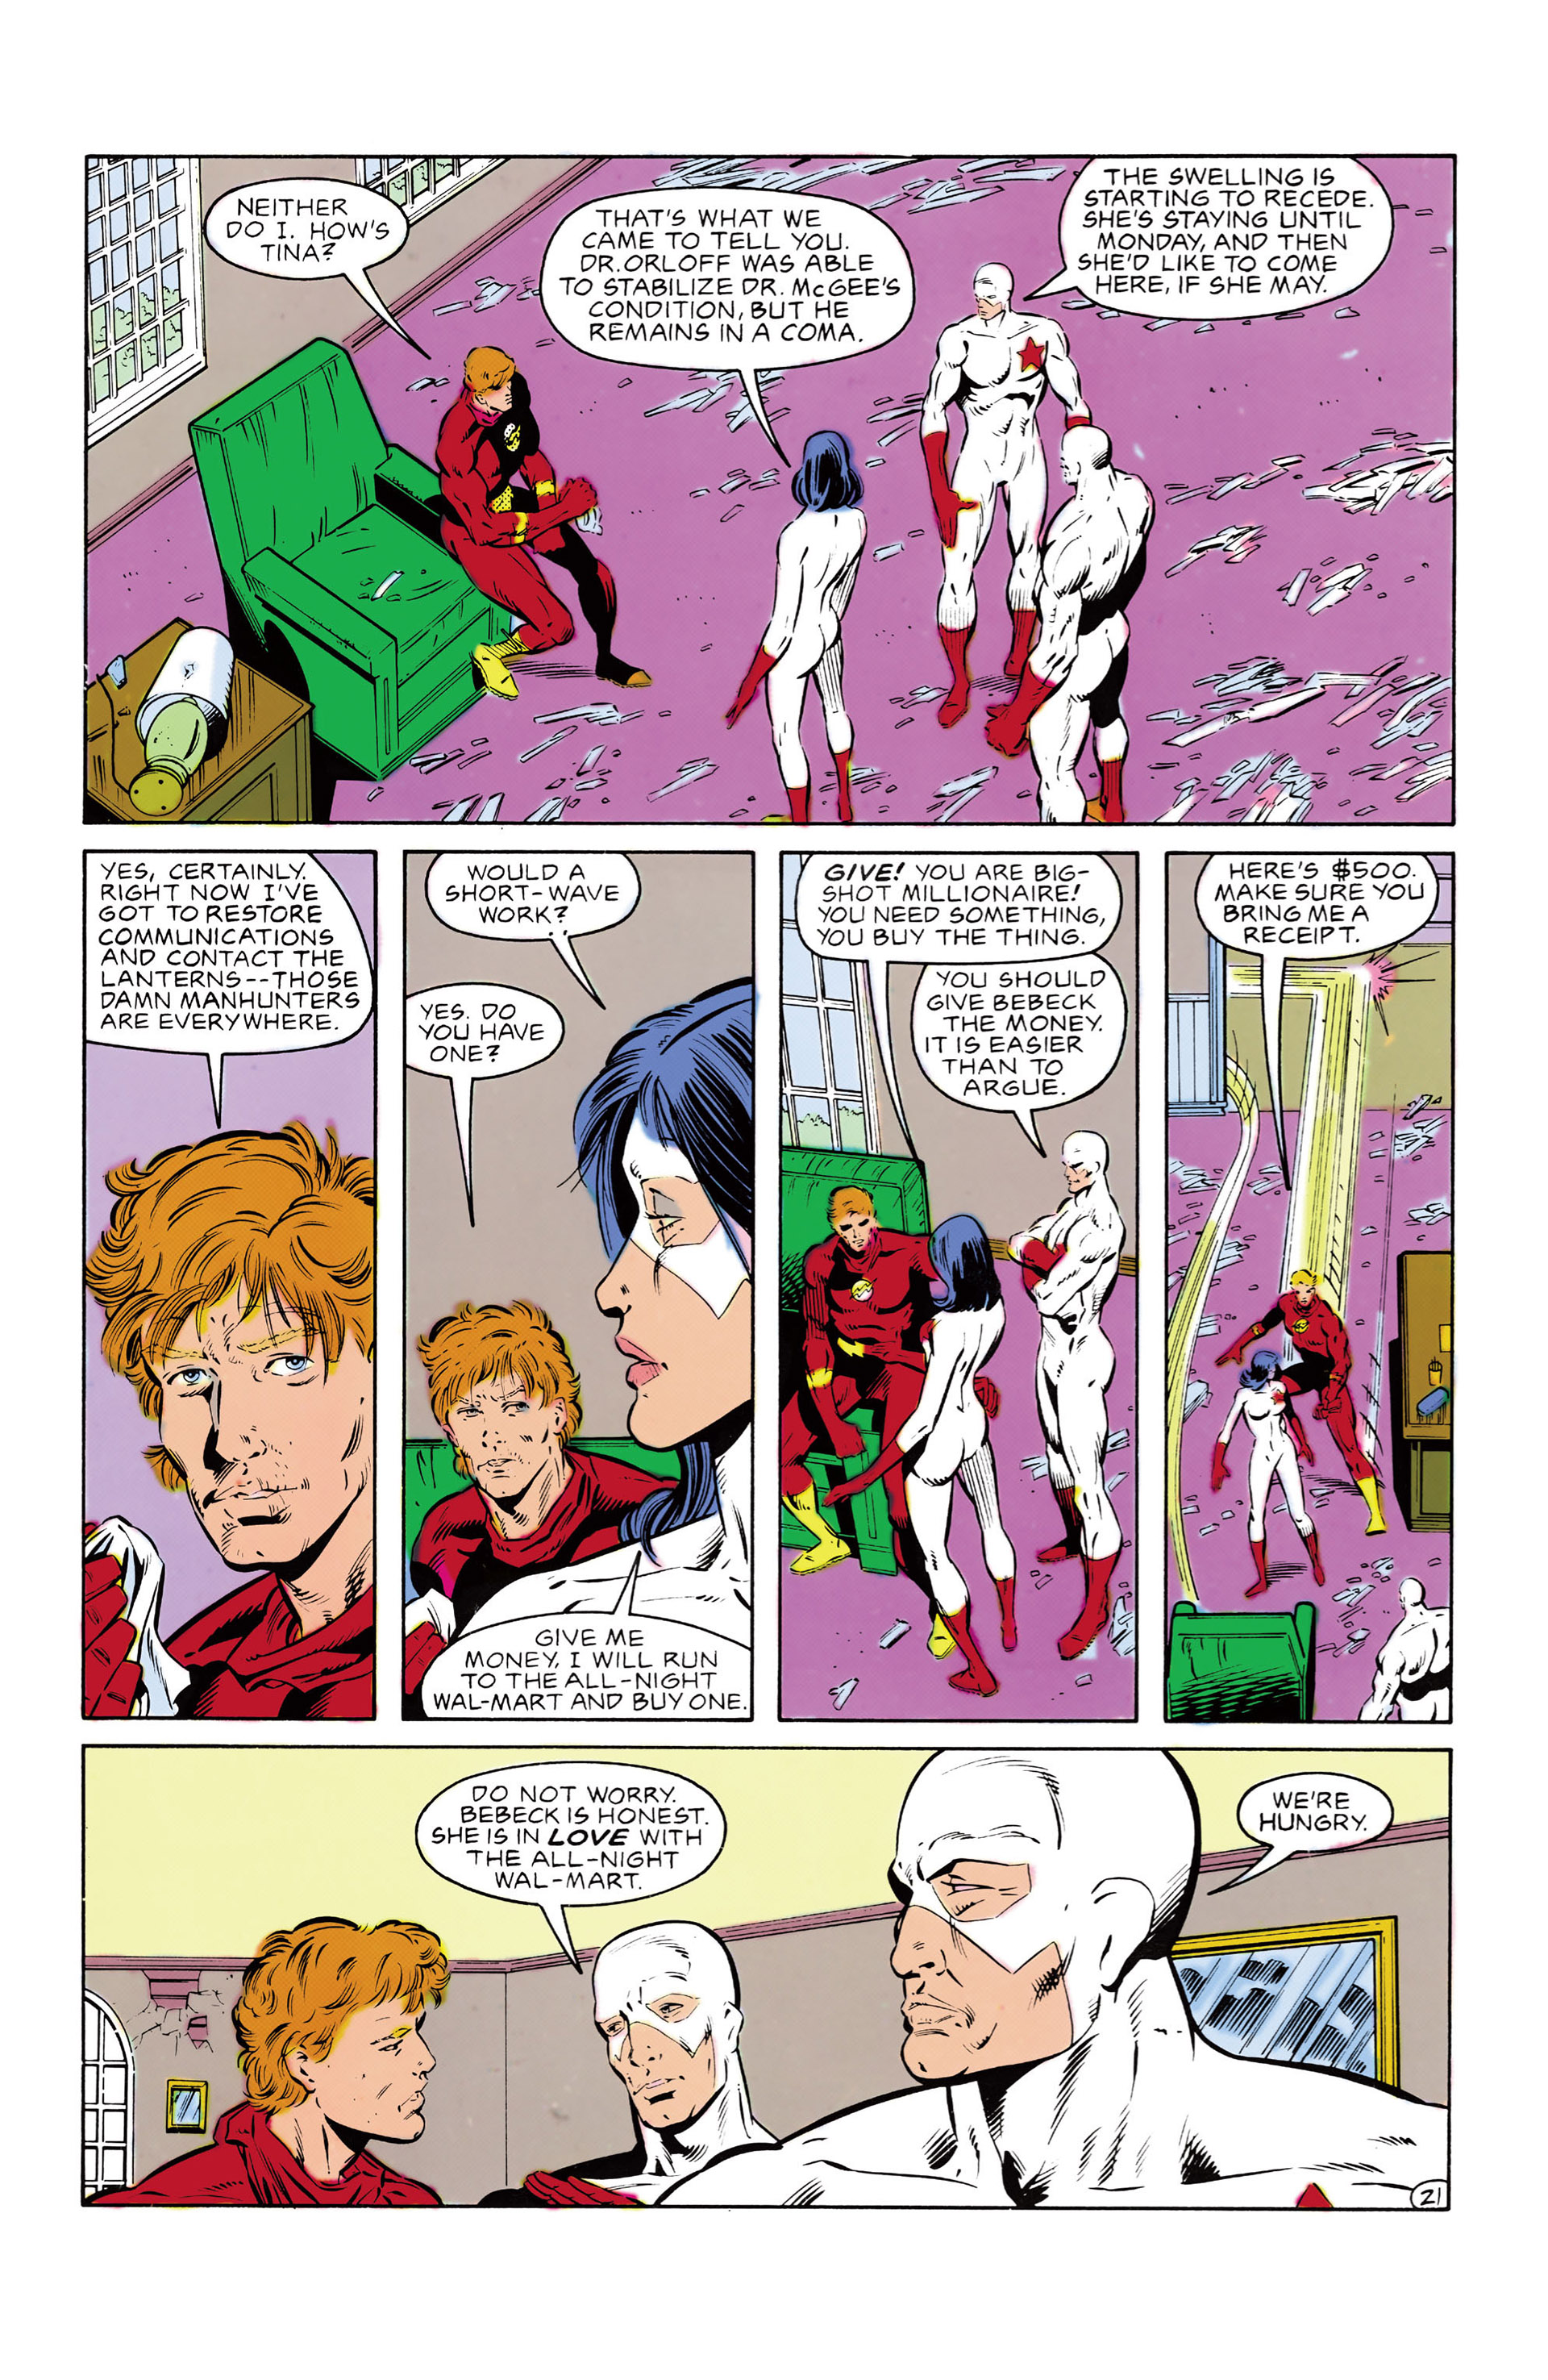 NEITHER
DO I. HOW'S
TINA?
THAT'S WHAT WE
CAME TO TELL YOU.
DR. ORLOFF WAS ABLE
TO STABILIZE DR. McGEE'S
CONDITION, BUT HE
REMAINS IN A COMA.
THE SWELLING IS
STARTING TO RECEDE.
SHE'S STAYING UNTIL
MONDAY, AND THEN
SHE'D LIKE TO COME
HERE, IF SHE MAY.
YES, CERTAINLY.
RIGHT NOW I'VE
GOT TO RESTORE
COMMUNICATIONS
AND CONTACT THE
LANTERNS--THOSE
DAMN MANHUNTERS
ARE EVERYWHERE.
WOULD A
SHORT-WAVE
WORK?
YES. DO
YOU HAVE
ONE?
GIVE ME
MONEY, I WILL RUN
TO THE ALL-NIGHT
WAL-MART AND BUY ONE.
GIVE! YOU ARE BIG-
SHOT MILLIONAIRE!
YOU NEED SOMETHING,
YOU BUY THE THING.
YOU SHOULD
GIVE BEBECK
THE MONEY.
IT IS EASIER
THAN TO
ARGUE.
HERE'S $500.
MAKE SURE YOU
BRING ME A
RECEIPT.
DO NOT WORRY.
BEBECK IS HONEST.
SHE IS IN LOVE WITH
THE ALL-NIGHT
WAL-MART.
WE'RE
HUNGRY.
21